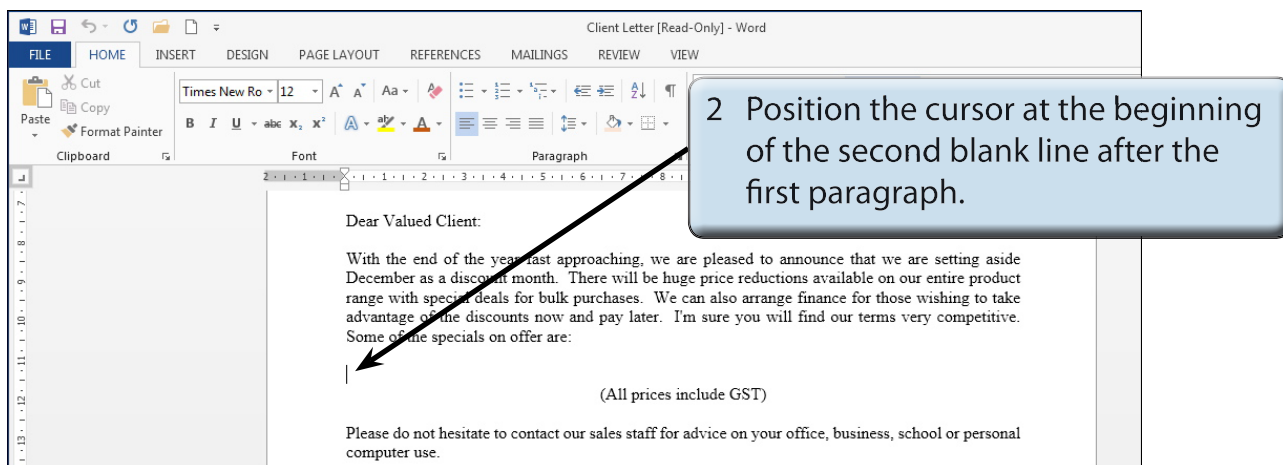 Client Letter [Read-Only] - Word
FILE HOME INSERT DESIGN PAGE LAYOUT REFERENCES MAILINGS REVIEW VIEW
Cut
Copy
Format Painter
Paste
Times New Ro 12
Clipboard Font Paragraph
2 Position the cursor at the beginning
of the second blank line after the
first paragraph.
Dear Valued Client:
With the end of the year fast approaching, we are pleased to announce that we are setting aside
December as a discount month. There will be huge price reductions available on our entire product
range with special deals for bulk purchases. We can also arrange finance for those wishing to take
advantage of the discounts now and pay later. I'm sure you will find our terms very competitive.
Some of the specials on offer are:
(All prices include GST)
Please do not hesitate to contact our sales staff for advice on your office, business, school or personal
computer use.